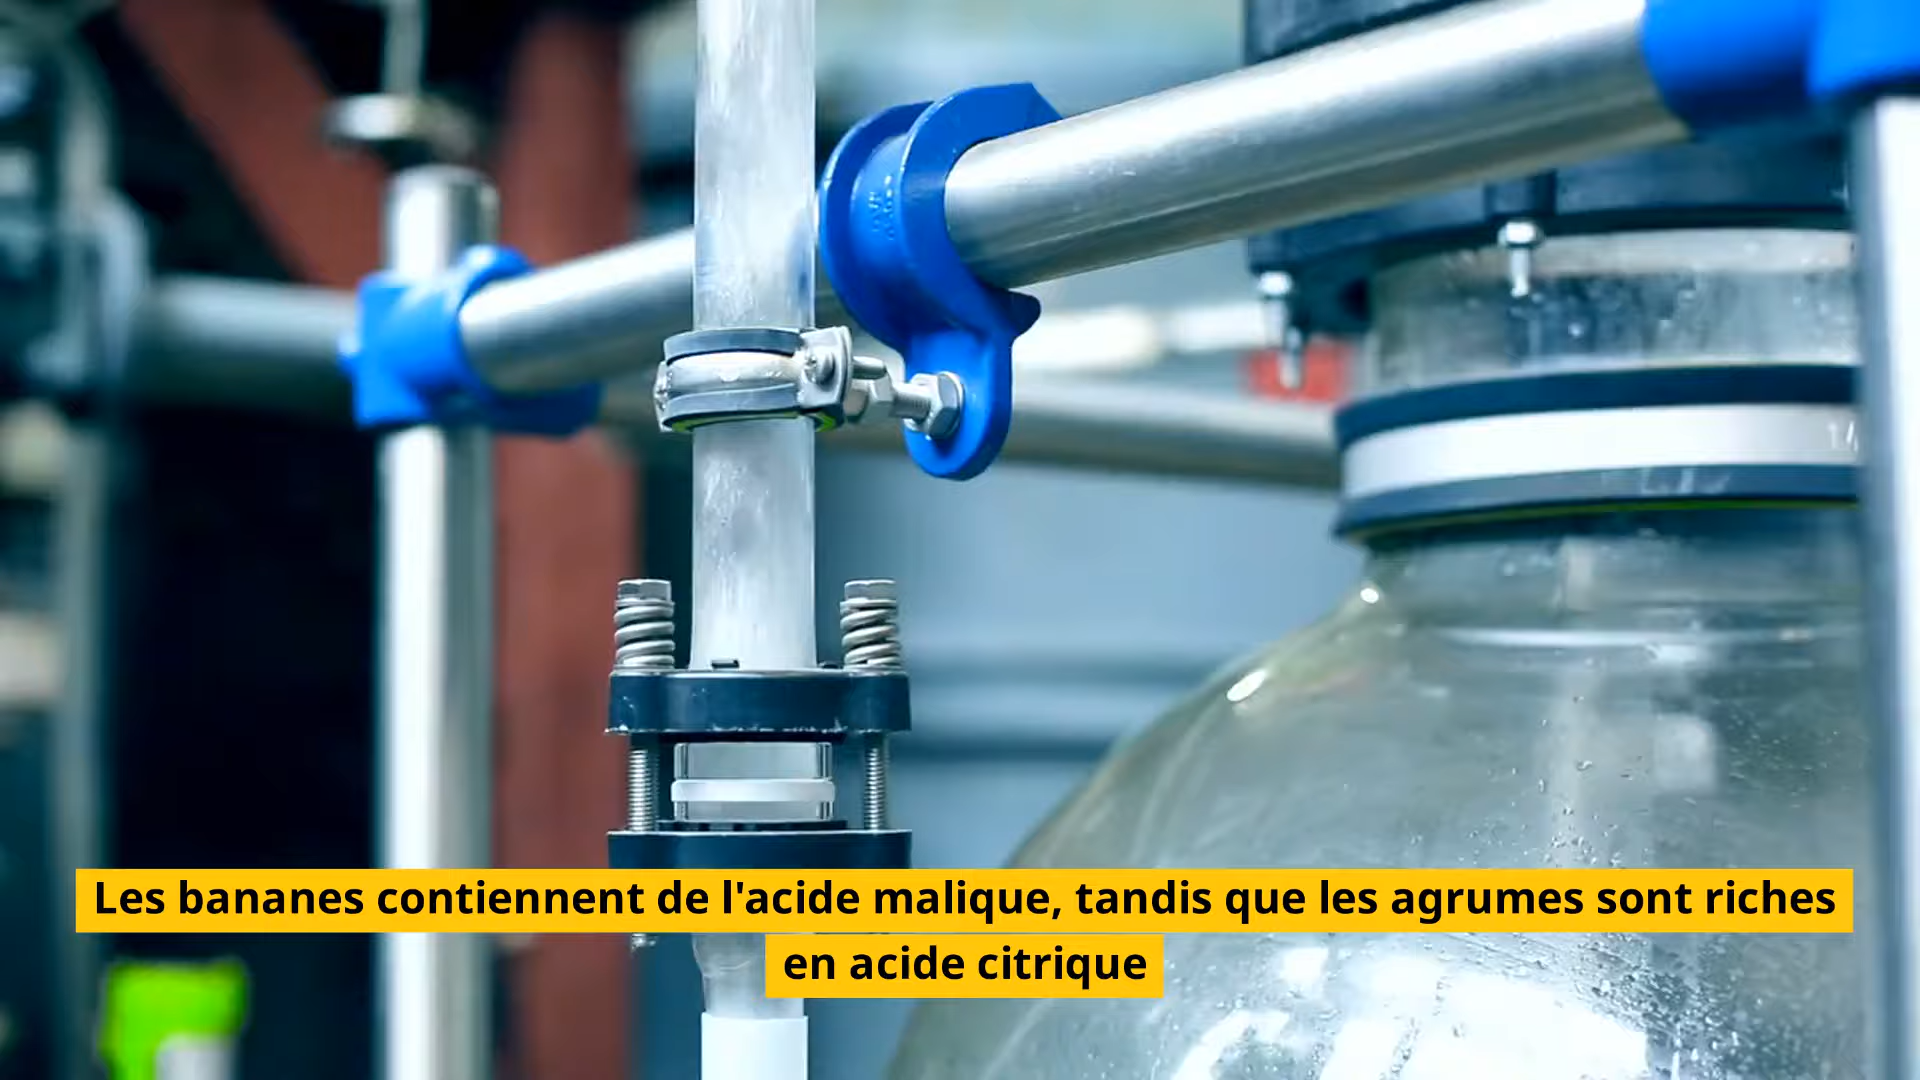 Les bananes contiennent de l'acide malique, tandis que les agrumes sont riches
en acide citrique